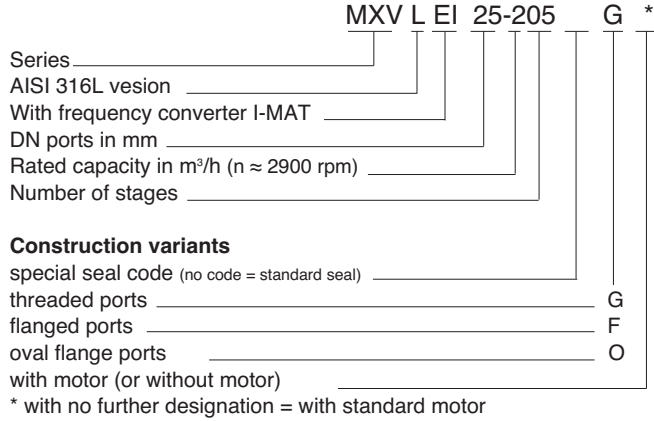 MXV L EI 25-205 G *
Series
AISI 316L vesion
With frequency converter I-MAT
DN ports in mm
Rated capacity in m³/h (n ≈ 2900 rpm)
Number of stages
Construction variants
special seal code (no code = standard seal)
threaded ports G
flanged ports F
oval flange ports O
with motor (or without motor)
* with no further designation = with standard motor